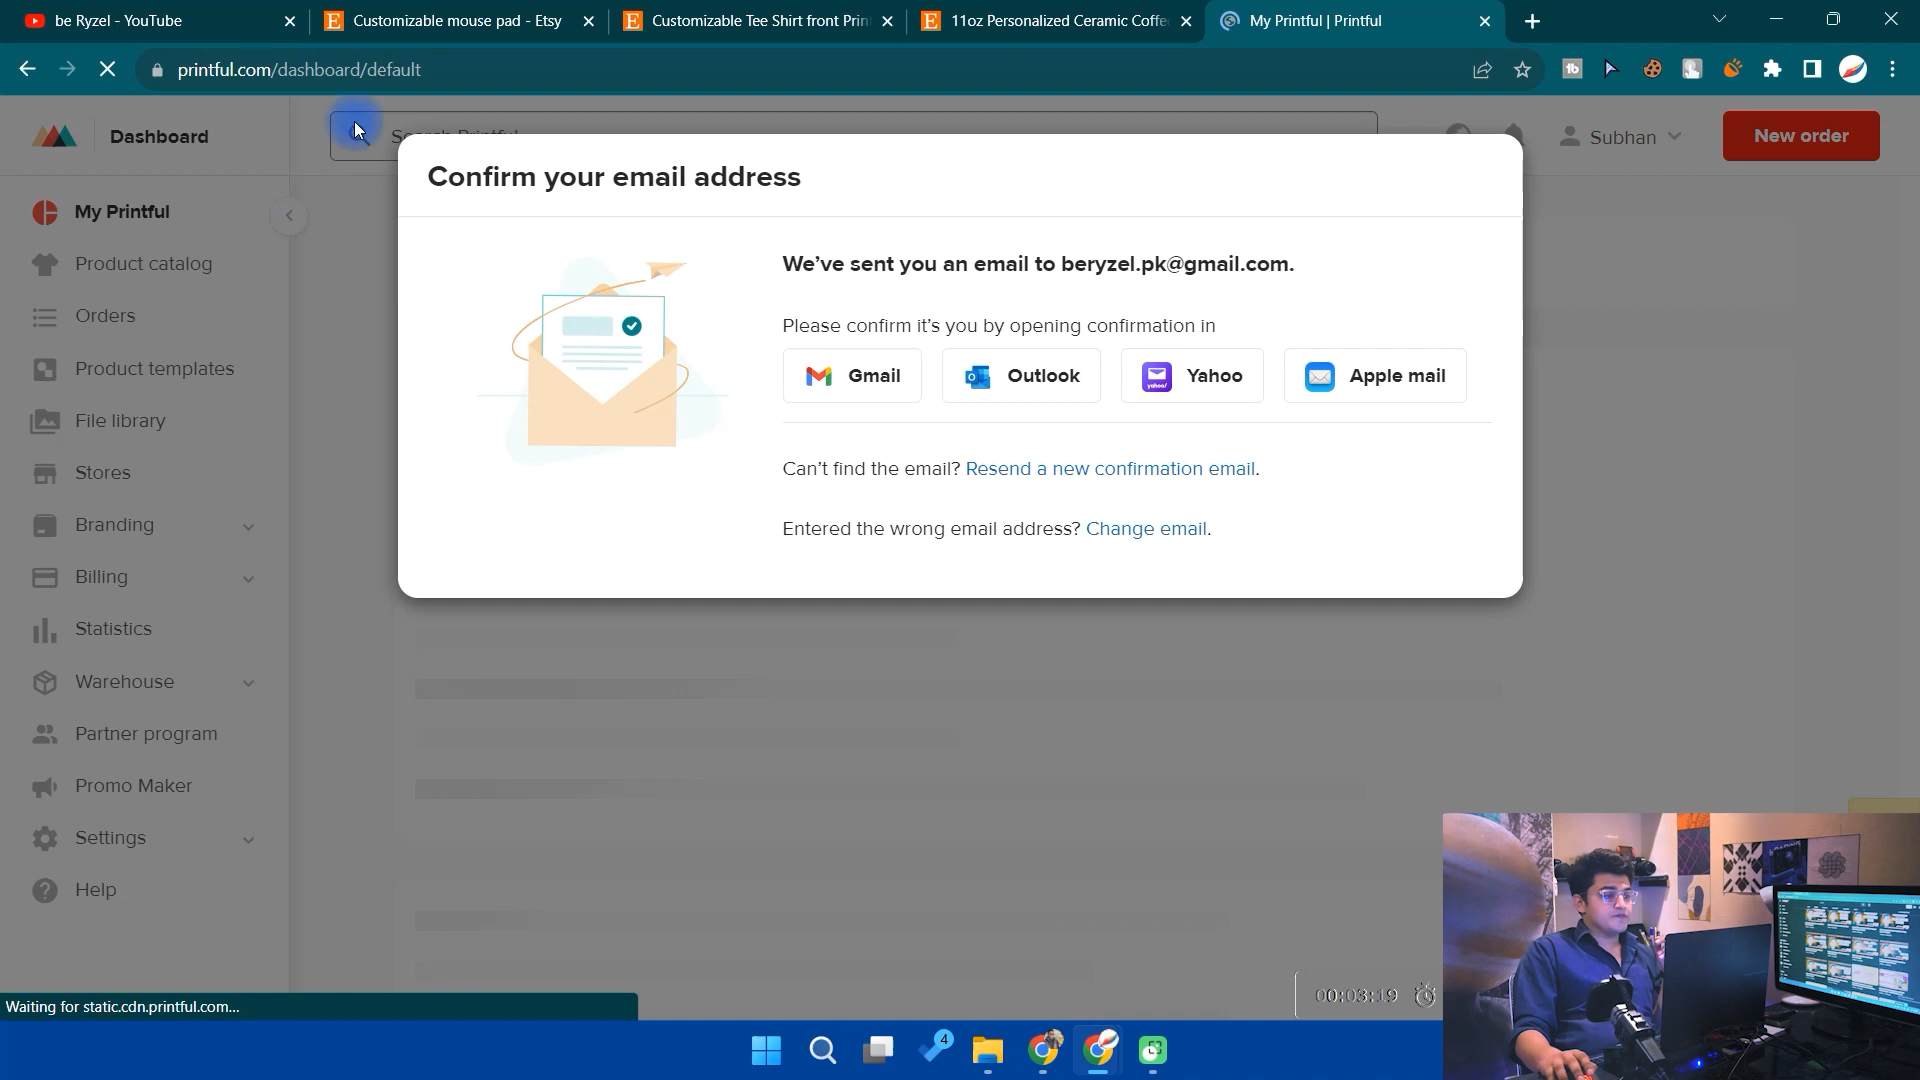 be Ryzel - YouTube
Customizable mouse pad - Etsy
Customizable Tee Shirt front Prin
11oz Personalized Ceramic Coffe
My Printful | Printful
printful.com/dashboard/default
Dashboard
Search Printful
Subhan
New order
My Printful
Product catalog
Orders
Product templates
File library
Stores
Branding
Billing
Statistics
Warehouse
Partner program
Promo Maker
Settings
Help
Confirm your email address
We've sent you an email to beryzel.pk@gmail.com.
Please confirm it's you by opening confirmation in
Gmail
Outlook
Yahoo
Apple mail
Can't find the email? Resend a new confirmation email.
Entered the wrong email address? Change email.
00:03:19
Waiting for static.cdn.printful.com...
4